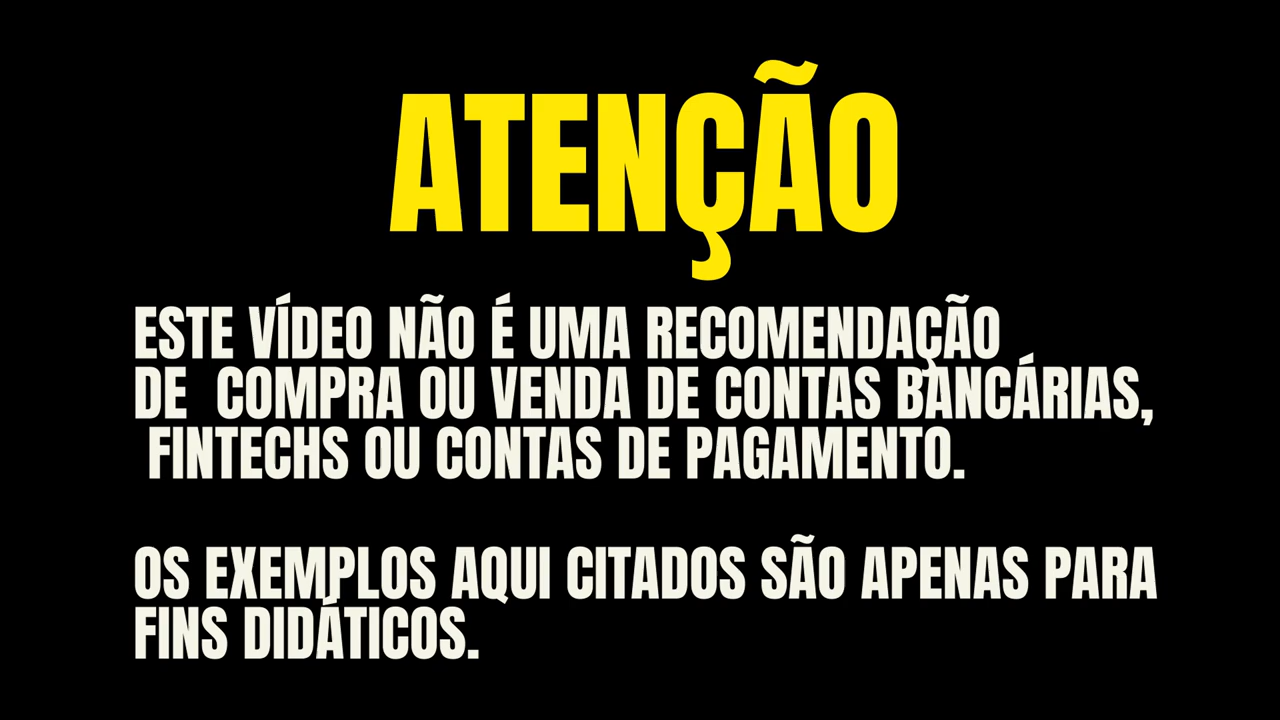 ATENÇÃO
ESTE VÍDEO NÃO É UMA RECOMENDAÇÃO
DE COMPRA OU VENDA DE CONTAS BANCÁRIAS,
FINTECHS OU CONTAS DE PAGAMENTO.
OS EXEMPLOS AQUI CITADOS SÃO APENAS PARA
FINS DIDÁTICOS.